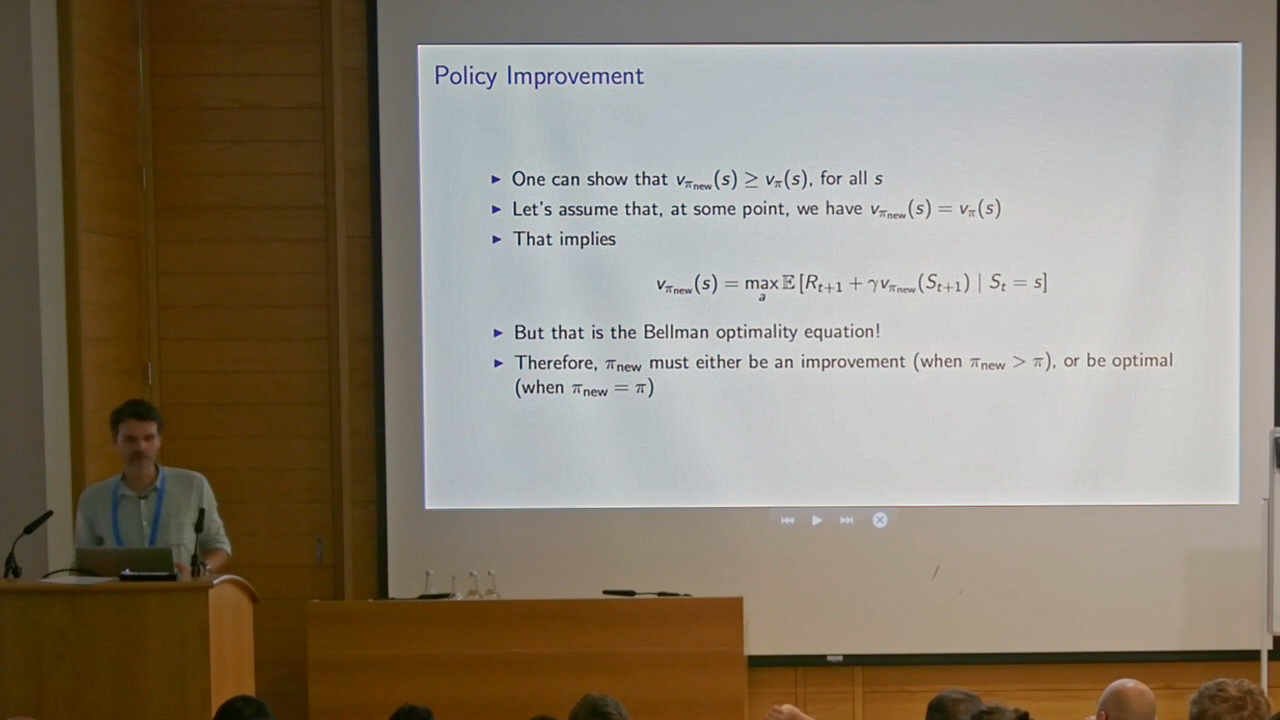 Policy Improvement
▶ One can show that v_{π_new}(s) ≥ v_π(s), for all s
▶ Let's assume that, at some point, we have v_{π_new}(s) = v_π(s)
▶ That implies
v_{π_new}(s) = max_a 𝔼 [R_{t+1} + γv_{π_new}(S_{t+1}) | S_t = s]
▶ But that is the Bellman optimality equation!
▶ Therefore, π_new must either be an improvement (when π_new > π), or be optimal
(when π_new = π)